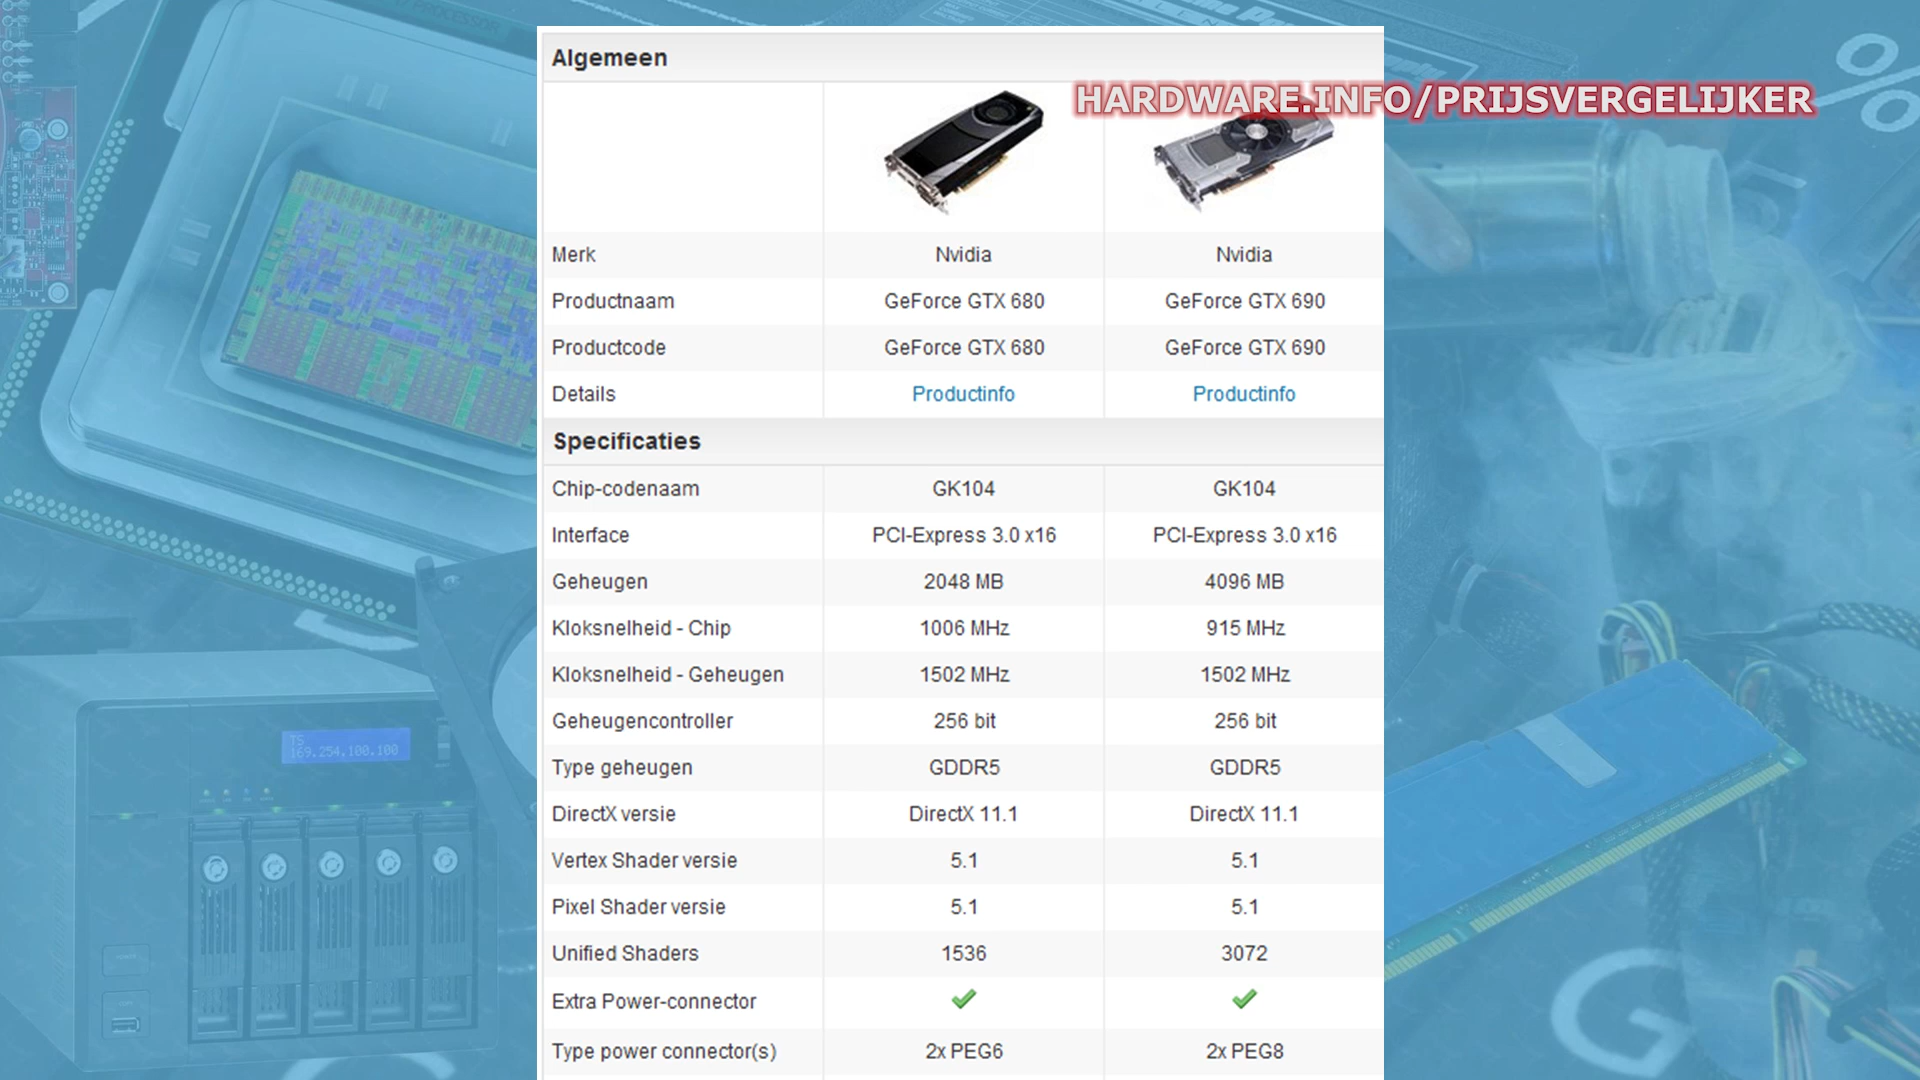 Algemeen
HARDWARE.INFO/PRIJSVERGELIJKER
Merk Nvidia Nvidia
Productnaam GeForce GTX 680 GeForce GTX 690
Productcode GeForce GTX 680 GeForce GTX 690
Details Productinfo Productinfo
Specificaties
Chip-codenaam GK104 GK104
Interface PCI-Express 3.0 x16 PCI-Express 3.0 x16
Geheugen 2048 MB 4096 MB
Kloksnelheid - Chip 1006 MHz 915 MHz
Kloksnelheid - Geheugen 1502 MHz 1502 MHz
Geheugencontroller 256 bit 256 bit
Type geheugen GDDR5 GDDR5
DirectX versie DirectX 11.1 DirectX 11.1
Vertex Shader versie 5.1 5.1
Pixel Shader versie 5.1 5.1
Unified Shaders 1536 3072
Extra Power-connector
Type power connector(s) 2x PEG6 2x PEG8
TS
169.254.100.100